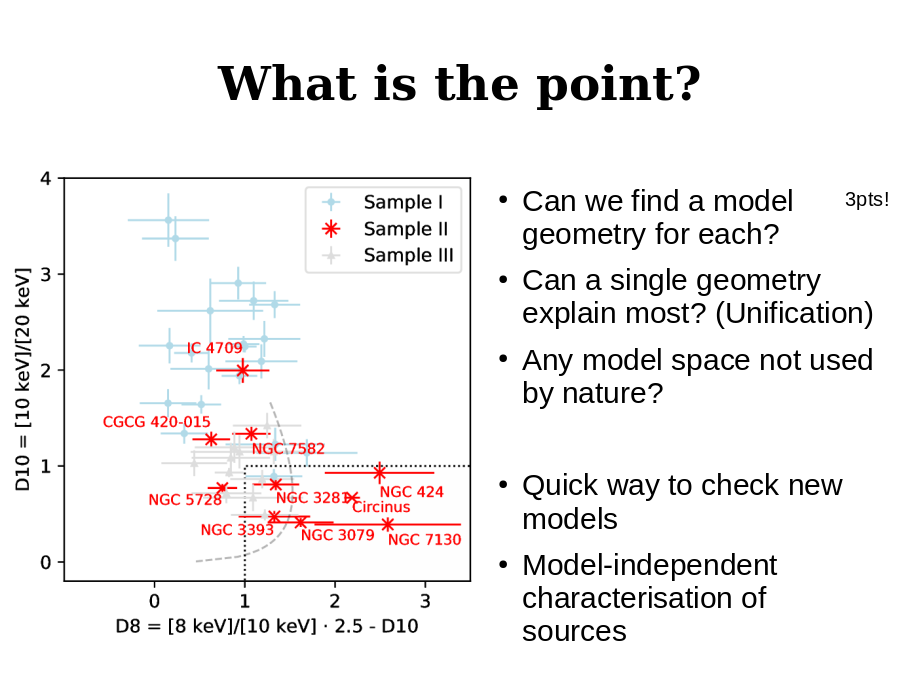 What is the point?
4
3
2
1
0
D10 = [10 keV]/[20 keV]
Sample I
Sample II
Sample III
IC 4709
CGCG 420-015
NGC 7582
NGC 424
NGC 5728
NGC 3281
Circinus
NGC 3393
NGC 3079
NGC 7130
0 1 2 3
D8 = [8 keV]/[10 keV] · 2.5 - D10
• Can we find a model
geometry for each?
3pts!
• Can a single geometry
explain most? (Unification)
• Any model space not used
by nature?
• Quick way to check new
models
• Model-independent
characterisation of
sources